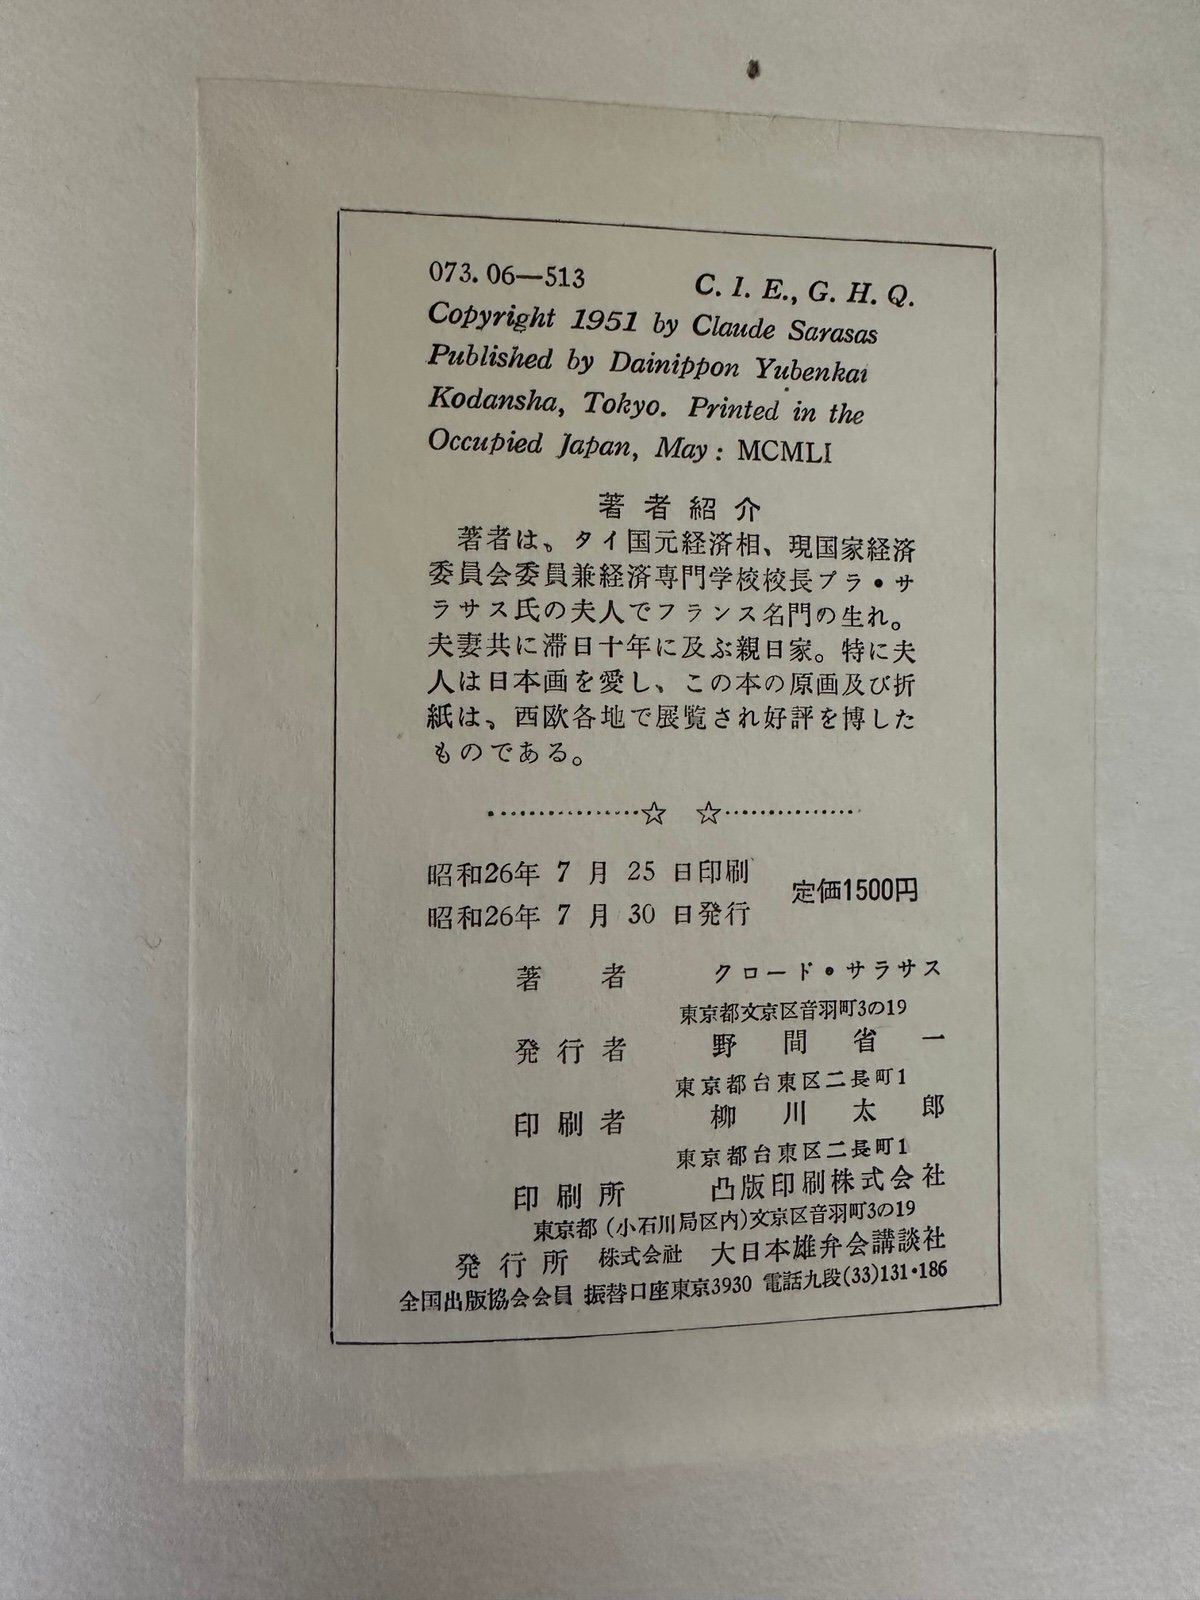 073. 06—513 C. I. E., G. H. Q.
Copyright 1951 by Claude Sarasas
Published by Dainippon Yubenkai
Kodansha, Tokyo. Printed in the
Occupied Japan, May : MCMLI
著者紹介
著者は、タイ国元経済相、現国家経済
委員会委員兼経済専門学校校長プラ・サ
ラサス氏の夫人でフランス名門の生れ。
夫妻共に滞日十年に及ぶ親日家。特に夫
人は日本画を愛し、この本の原画及び折
紙は、西欧各地で展覧され好評を博した
ものである。
………………☆ ☆………………
昭和26年 7 月 25 日印刷
昭和26年 7 月 30 日発行
定価1500円
著者 クロード・サラサス
東京都文京区音羽町3の19
発行者 野間省一
東京都台東区二長町1
印刷者 柳川太郎
東京都台東区二長町1
印刷所 凸版印刷株式会社
東京都(小石川局区内)文京区音羽町3の19
発行所 株式会社 大日本雄弁会講談社
全国出版協会会員 振替口座東京3930 電話九段(33)131・186